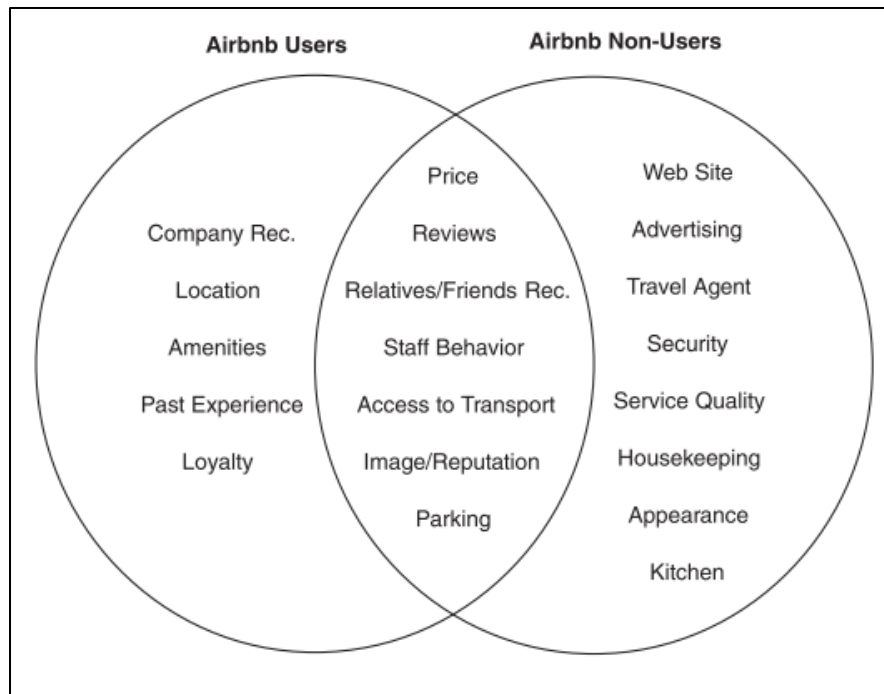 Airbnb Users
Airbnb Non-Users
Company Rec.
Location
Amenities
Past Experience
Loyalty
Price
Reviews
Relatives/Friends Rec.
Staff Behavior
Access to Transport
Image/Reputation
Parking
Web Site
Advertising
Travel Agent
Security
Service Quality
Housekeeping
Appearance
Kitchen